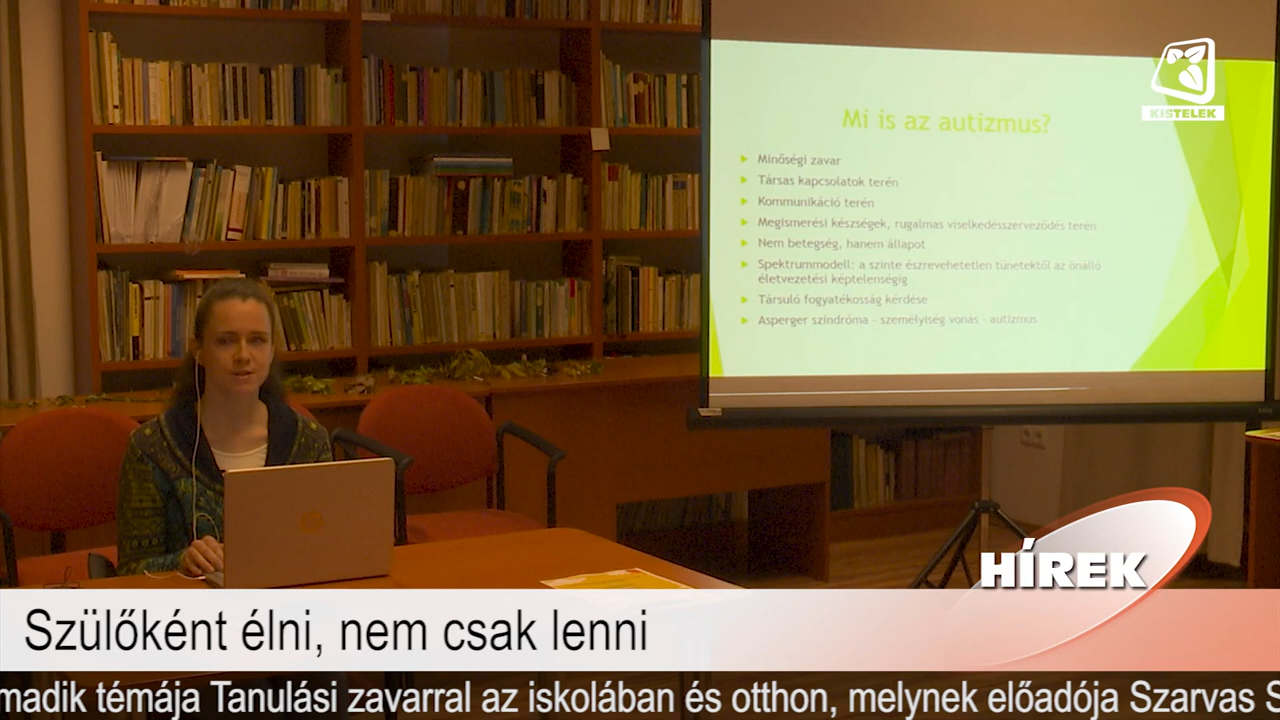 KISTELEK
Mi is az autizmus?
Minőségi zavar
Társas kapcsolatok terén
Kommunikáció terén
Megismerési készségek, rugalmas viselkedésszerveződés terén
Nem betegség, hanem állapot
Spektrummodell: a szinte észrevehetetlen tünetektől az önálló
életvezetési képtelenségig
Társuló fogyatékosság kérdése
Asperger szindróma – személyiség vonás – autizmus
HÍREK
Szülőként élni, nem csak lenni
madik témája Tanulási zavarral az iskolában és otthon, melynek előadója Szarvas S